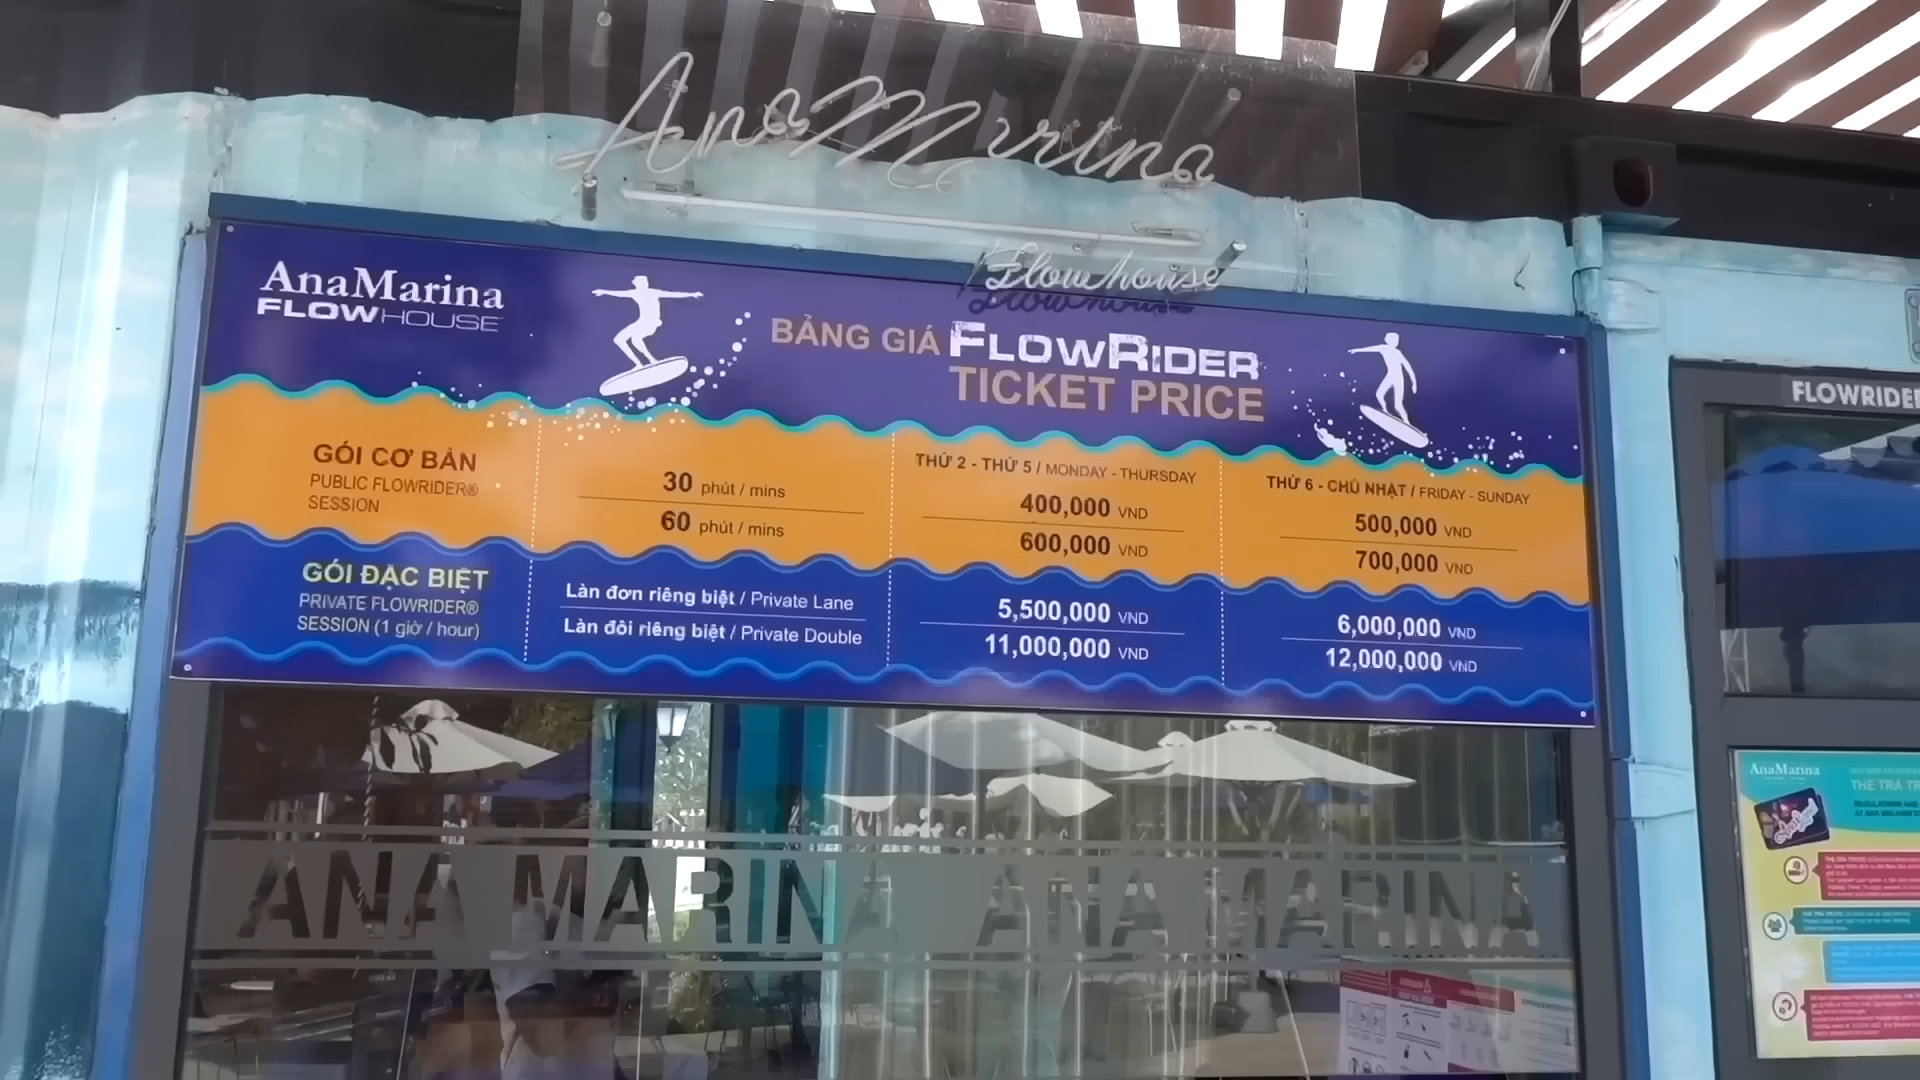 AnaMarina
Flowhouse
AnaMarina
FLOWHOUSE
BẢNG GIÁ FLOWRIDER
TICKET PRICE
GÓI CƠ BẢN
PUBLIC FLOWRIDER®
SESSION
30 phút / mins
60 phút / mins
THỨ 2 - THỨ 5 / MONDAY - THURSDAY
400,000 VND
600,000 VND
THỨ 6 - CHỦ NHẬT / FRIDAY - SUNDAY
500,000 VND
700,000 VND
GÓI ĐẶC BIỆT
PRIVATE FLOWRIDER®
SESSION (1 giờ / hour)
Làn đơn riêng biệt / Private Lane
Làn đôi riêng biệt / Private Double
5,500,000 VND
11,000,000 VND
6,000,000 VND
12,000,000 VND
FLOWRIDER
AnaMarina
THẺ TRẢ
ANA MARINA ANA MARINA